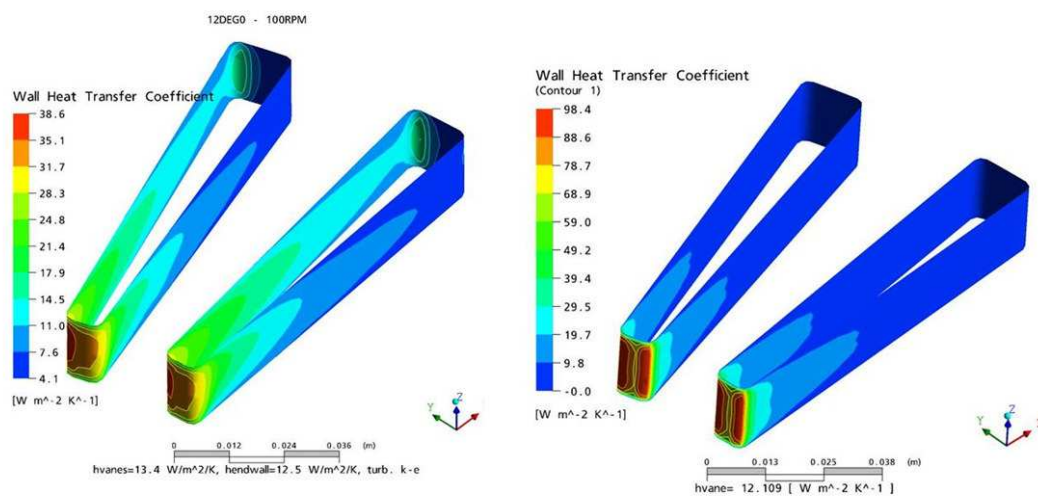 12DEG0 - 100RPM
Wall Heat Transfer Coefficient
38.6
35.1
31.7
28.3
24.8
21.4
17.9
14.5
11.0
7.6
4.1
[W m^-2 K^-1]
Y
Z
0 0.012 0.024 0.036 (m)
hvanes=13.4 W/m^2/K, hendwall=12.5 W/m^2/K, turb. k-e
Wall Heat Transfer Coefficient
(Contour 1)
98.4
88.6
78.7
68.9
59.0
49.2
39.4
29.5
19.7
9.8
-0.0
[W m^-2 K^-1]
Y
Z
0 0.013 0.025 0.038 (m)
hvane= 12.109 [ W m^-2 K^-1 ]